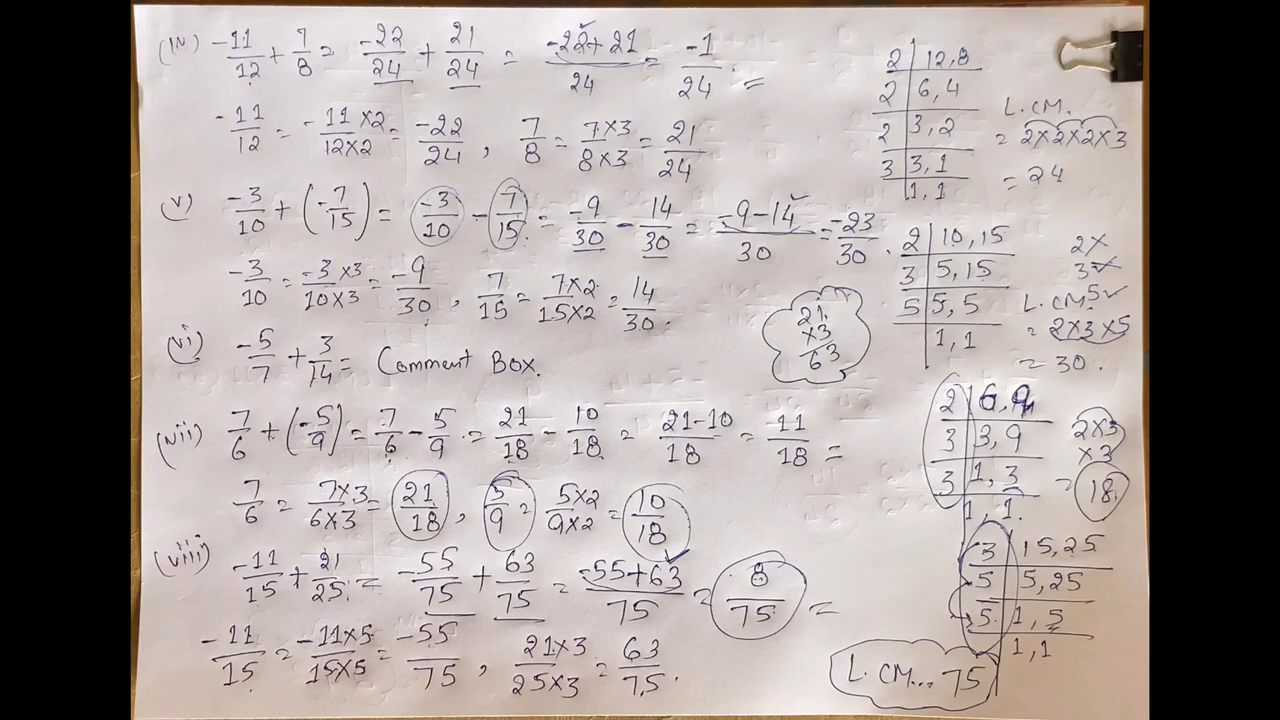 (iv) -11/12 + 7/8 = -22/24 + 21/24 = -22+21/24 = -1/24 =
-11/12 = -11×2/12×2 = -22/24 , 7/8 = 7×3/8×3 = 21/24
2 | 12,8
2 | 6,4
2 | 3,2
3 | 3,1
1,1
L.CM.
= 2×2×2×3
= 24
(v) -3/10 + (-7/15) = -3/10 - 7/15 = -9/30 - 14/30 = -9-14/30 = -23/30 .
-3/10 = -3×3/10×3 = -9/30 , 7/15 = 7×2/15×2 = 14/30 .
2 | 10,15
3 | 5,15
5 | 5,5
1,1
2×
3✓
5✓
L.CM
= 2×3×5
= 30.
(vi) -5/7 + 3/14 = Comment Box.
21
×3
63
(vii) 7/6 + (-5/9) = 7/6 - 5/9 = 21/18 - 10/18 = 21-10/18 = 11/18 =
7/6 = 7×3/6×3 = 21/18 , 5/9 = 5×2/9×2 = 10/18
2 | 6,9
3 | 3,9
3 | 1,3
1,1.
2×3
×3
= 18.
(viii) -11/15 + 21/25 = -55/75 + 63/75 = -55+63/75 = 8/75 =
-11/15 = -11×5/15×5 = -55/75 , 21×3/25×3 = 63/75.
3 | 15,25
5 | 5,25
5 | 1,5
1,1
L.CM... 75